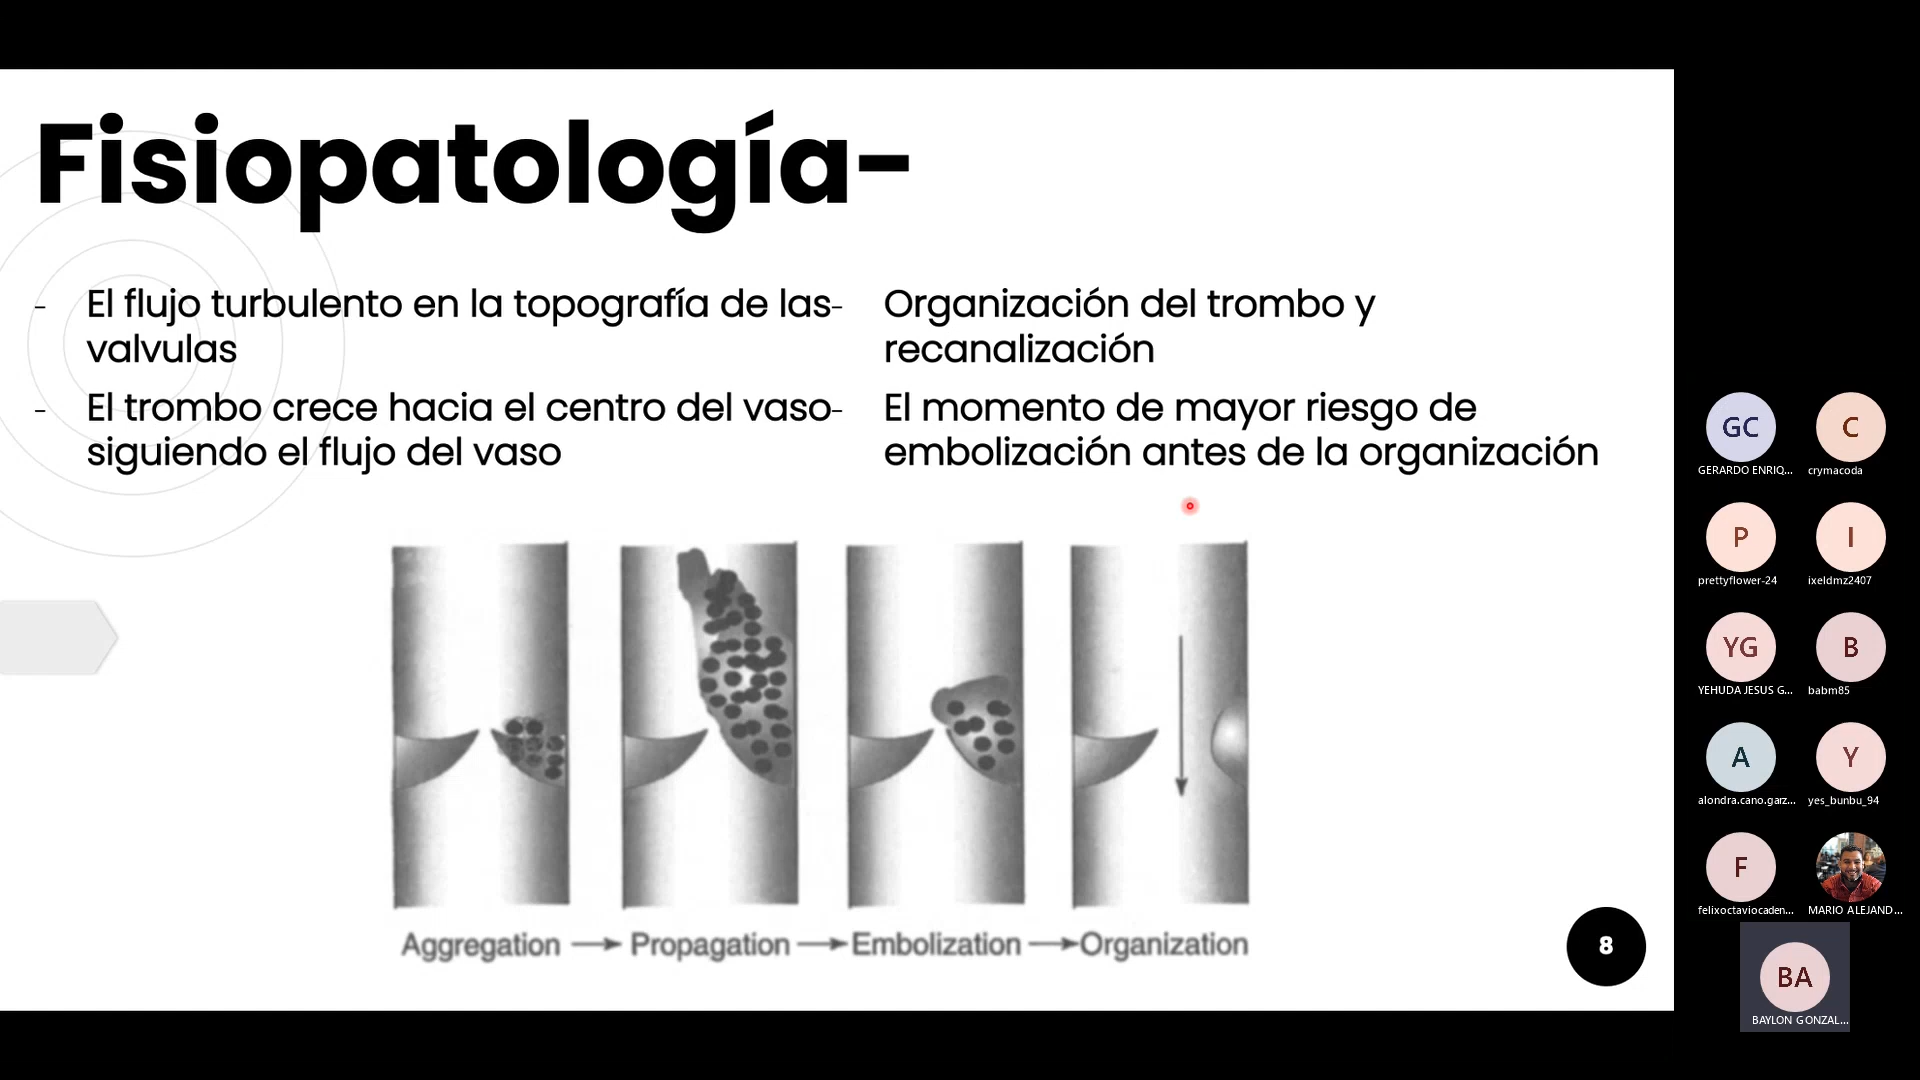 Fisiopatología-
- El flujo turbulento en la topografía de las
valvulas
- El trombo crece hacia el centro del vaso
siguiendo el flujo del vaso
- Organización del trombo y
recanalización
- El momento de mayor riesgo de
embolización antes de la organización
Aggregation → Propagation → Embolization → Organization
8
GC
GERARDO ENRIQ...
C
crymacoda
P
prettyflower-24
I
ixeldmz2407
YG
YEHUDA JESUS G...
B
babm85
A
alondra.cano.garz...
Y
yes_bunbu_94
F
felixoctaviocaden...
MARIO ALEJAND...
BA
BAYLON GONZAL...